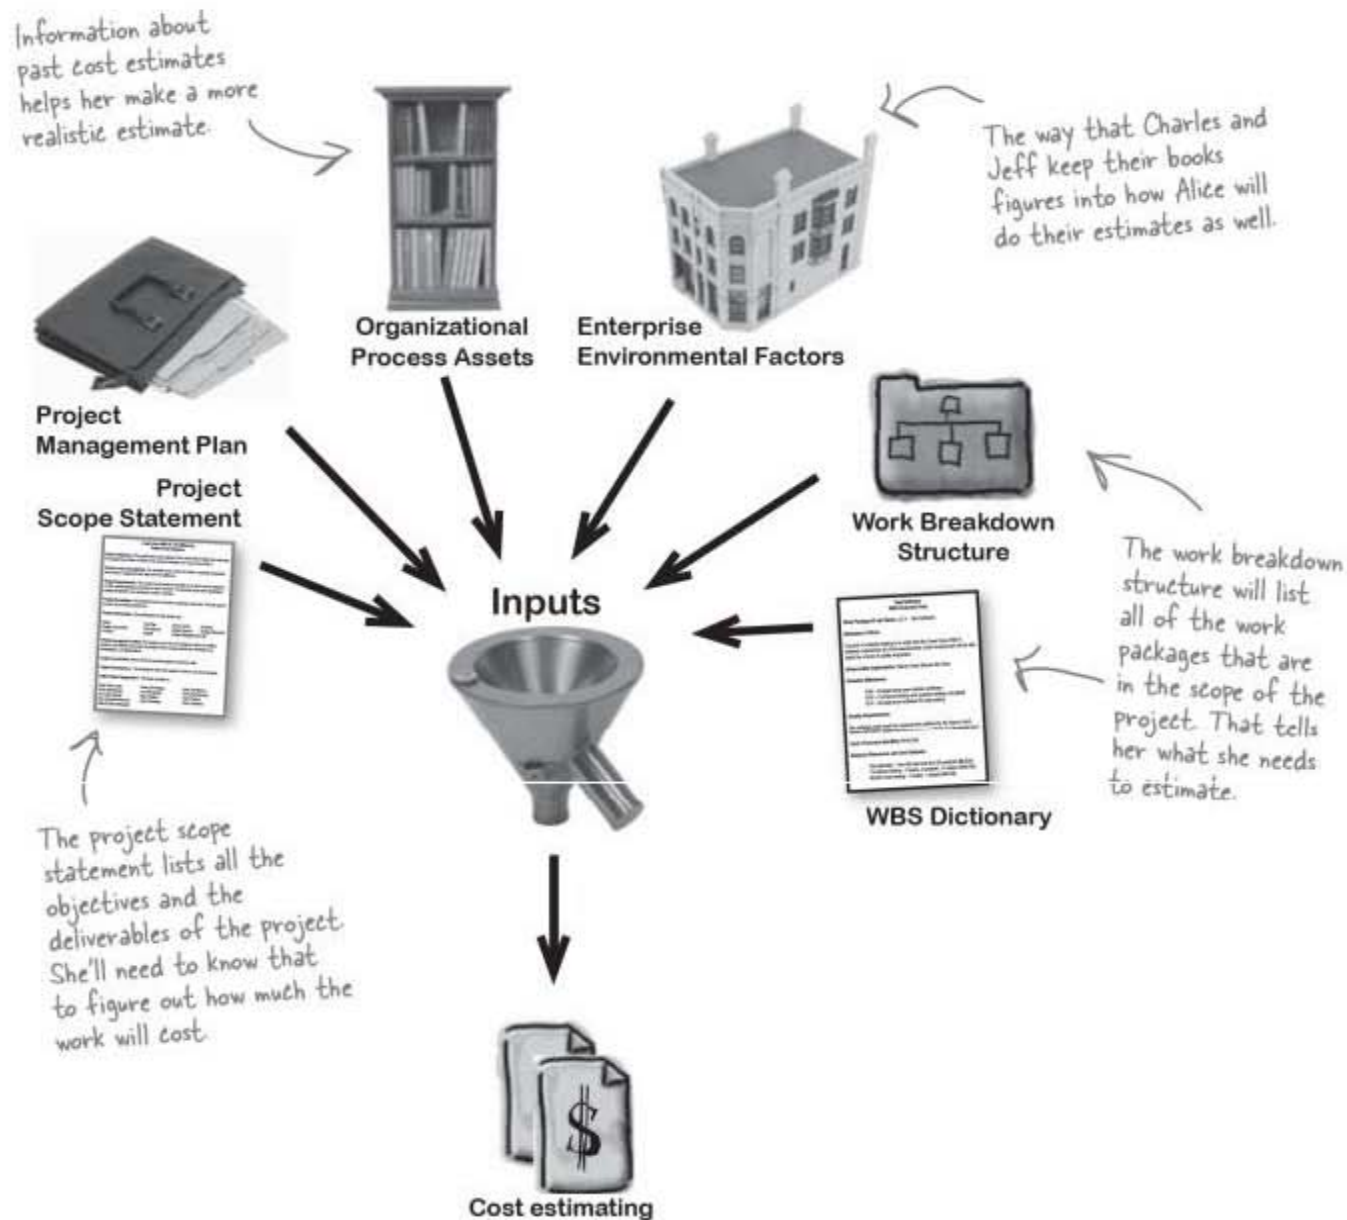 Information about
past cost estimates
helps her make a more
realistic estimate.
The way that Charles and
Jeff keep their books
figures into how Alice will
do their estimates as well.
Organizational
Process Assets
Enterprise
Environmental Factors
Project
Management Plan
Project
Scope Statement
Work Breakdown
Structure
Inputs
The work breakdown
structure will list
all of the work
packages that are
in the scope of the
project. That tells
her what she needs
to estimate.
WBS Dictionary
The project scope
statement lists all the
objectives and the
deliverables of the project.
She'll need to know that
to figure out how much the
work will cost.
$
Cost estimating